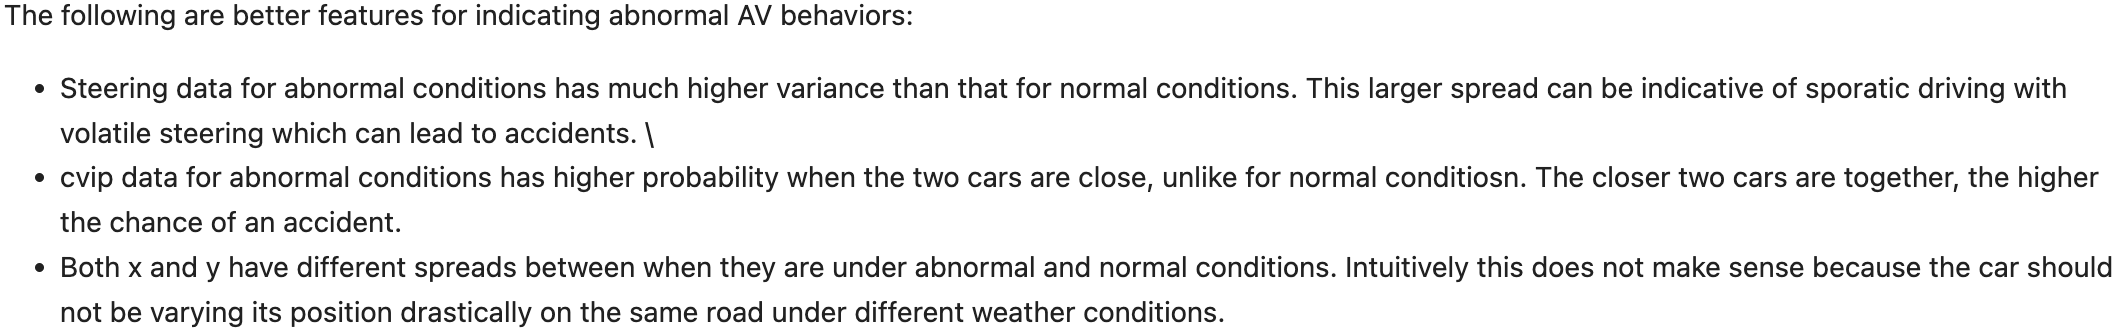 The following are better features for indicating abnormal AV behaviors:
• Steering data for abnormal conditions has much higher variance than that for normal conditions. This larger spread can be indicative of sporatic driving with
volatile steering which can lead to accidents. \
• cvip data for abnormal conditions has higher probability when the two cars are close, unlike for normal conditiosn. The closer two cars are together, the higher
the chance of an accident.
• Both x and y have different spreads between when they are under abnormal and normal conditions. Intuitively this does not make sense because the car should
not be varying its position drastically on the same road under different weather conditions.